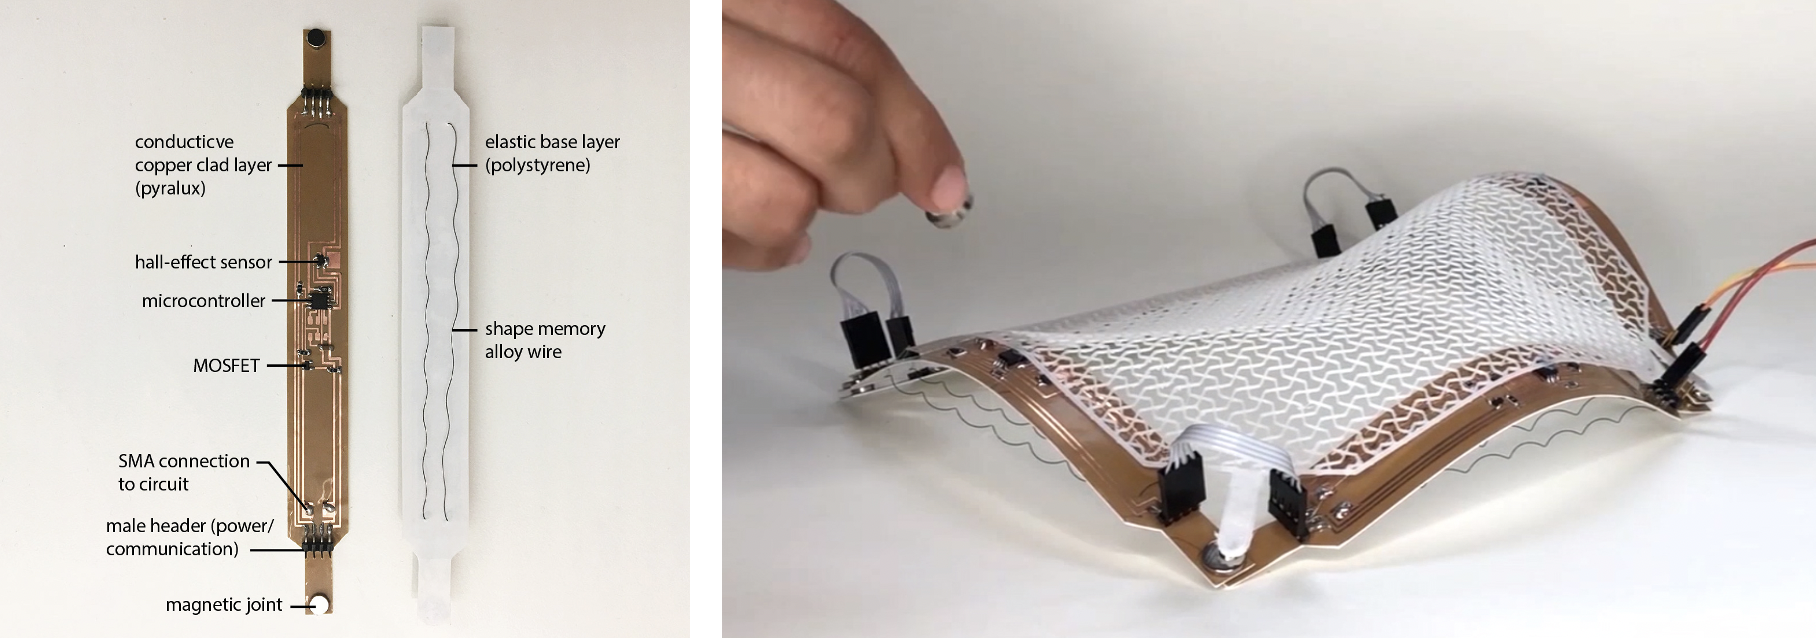 conducticve
copper clad layer
(pyralux)
hall-effect sensor
microcontroller
MOSFET
SMA connection
to circuit
male header (power/
communication)
magnetic joint
elastic base layer
(polystyrene)
shape memory
alloy wire